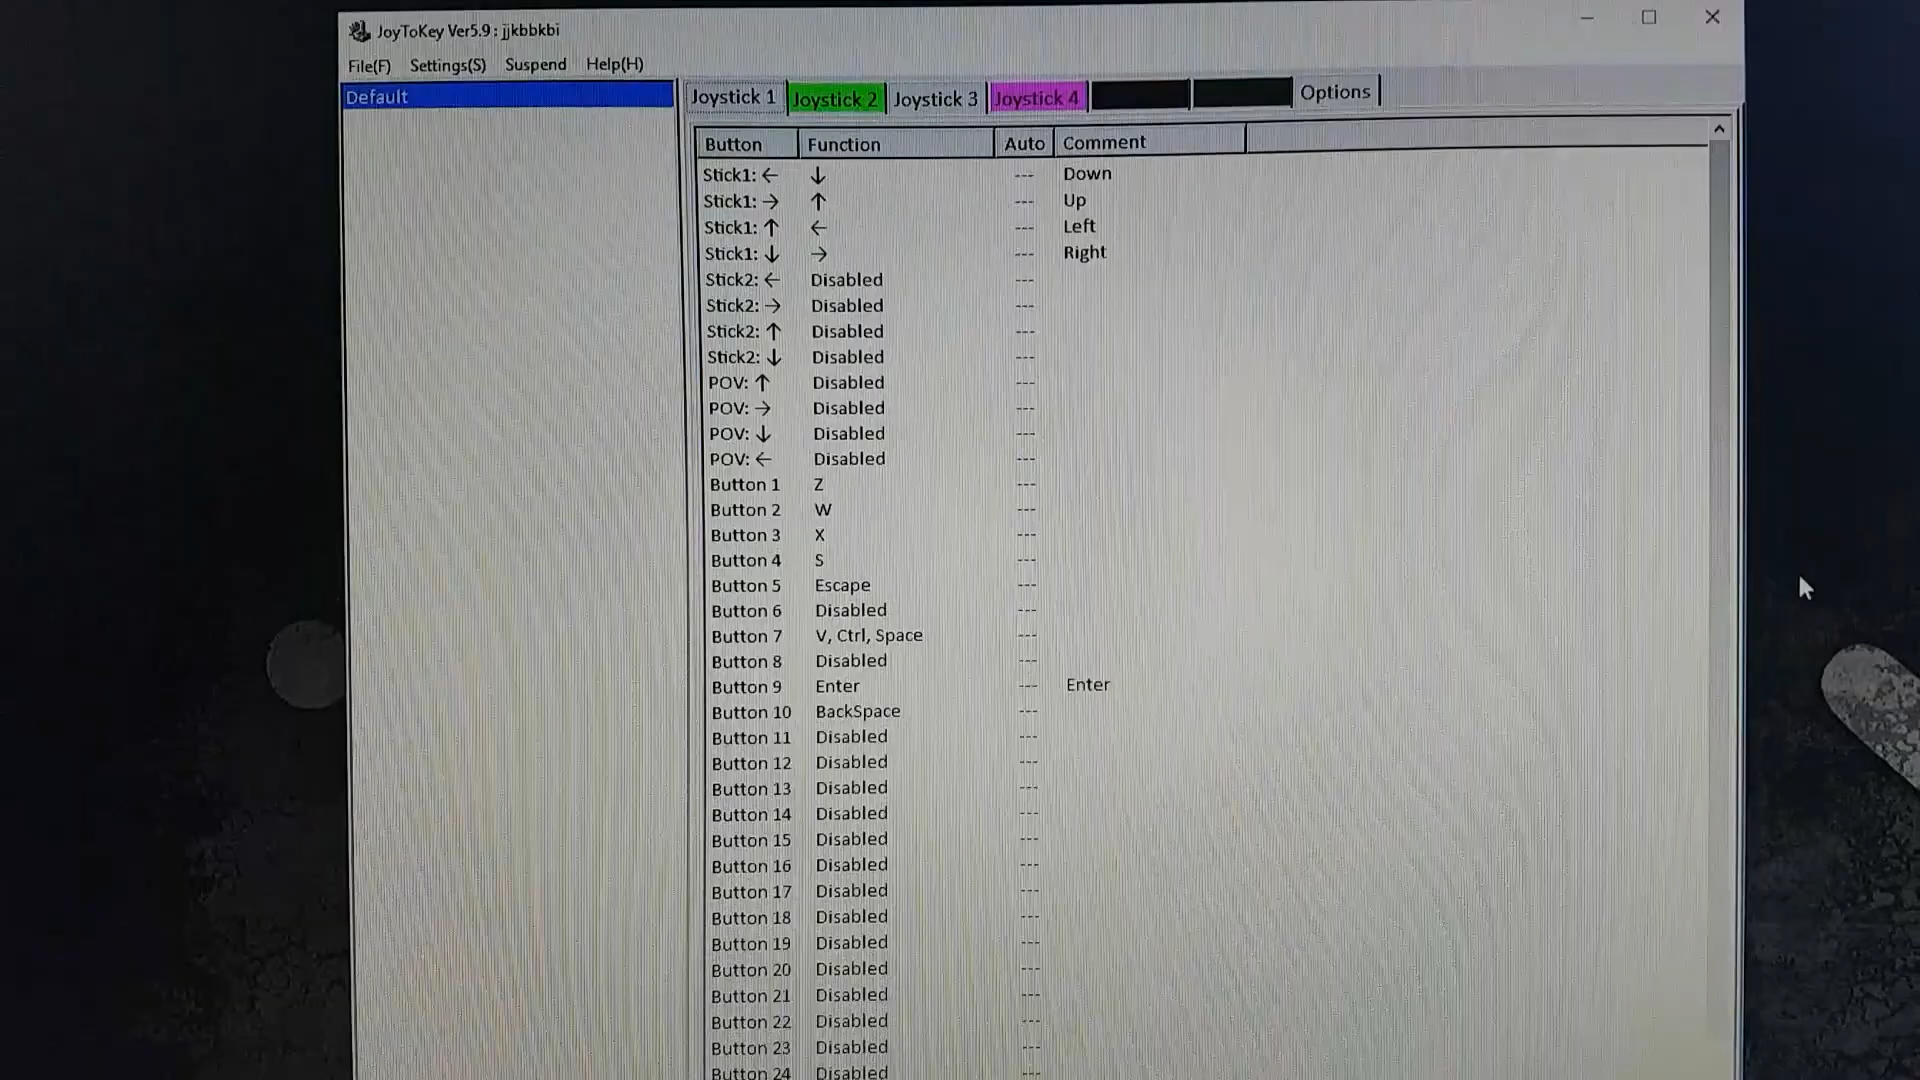 JoyToKey Ver5.9 : jjkbbkbi
File(F) Settings(S) Suspend Help(H)
Default
Joystick 1 Joystick 2 Joystick 3 Joystick 4 Options
Button Function Auto Comment
Stick1: ← ↓ --- Down
Stick1: → ↑ --- Up
Stick1: ↑ ← --- Left
Stick1: ↓ → --- Right
Stick2: ← Disabled ---
Stick2: → Disabled ---
Stick2: ↑ Disabled ---
Stick2: ↓ Disabled ---
POV: ↑ Disabled ---
POV: → Disabled ---
POV: ↓ Disabled ---
POV: ← Disabled ---
Button 1 Z ---
Button 2 W ---
Button 3 X ---
Button 4 S ---
Button 5 Escape ---
Button 6 Disabled ---
Button 7 V, Ctrl, Space ---
Button 8 Disabled ---
Button 9 Enter --- Enter
Button 10 BackSpace ---
Button 11 Disabled ---
Button 12 Disabled ---
Button 13 Disabled ---
Button 14 Disabled ---
Button 15 Disabled ---
Button 16 Disabled ---
Button 17 Disabled ---
Button 18 Disabled ---
Button 19 Disabled ---
Button 20 Disabled ---
Button 21 Disabled ---
Button 22 Disabled ---
Button 23 Disabled ---
Button 24 Disabled ---